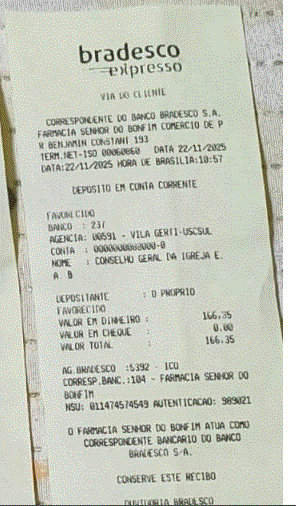 bradesco
expresso
VIA DO CLIENTE
CORRESPONDENTE DO BANCO BRADESCO S.A.
FARMACIA SENHOR DO BONFIM COMERCIO DE P
R BENJAMIN CONSTANT 193
TERM.NET-ISO 00060860 DATA 22/11/2025
DATA:22/11/2025 HORA DE BRASILIA:10:57
DEPOSITO EM CONTA CORRENTE
FAVORECIDO
BANCO : 237
AGENCIA: 00591 - VILA GERTI-USCSUL
CONTA : 0000000083000-0
NOME : CONSELHO GERAL DA IGREJA E.
A. B
DEPOSITANTE : O PROPRIO
FAVORECIDO
VALOR EM DINHEIRO : 166.35
VALOR EM CHEQUE : 0.00
VALOR TOTAL : 166.35
AG.BRADESCO :5392 - ICO
CORRESP.BANC.:104 - FARMACIA SENHOR DO
BONFIM
NSU: 011474574549 AUTENTICACAO: 989021
O FARMACIA SENHOR DO BONFIM ATUA COMO
CORRESPONDENTE BANCARIO DO BANCO
BRADESCO S/A.
CONSERVE ESTE RECIBO
OUVIDORIA BRADESCO